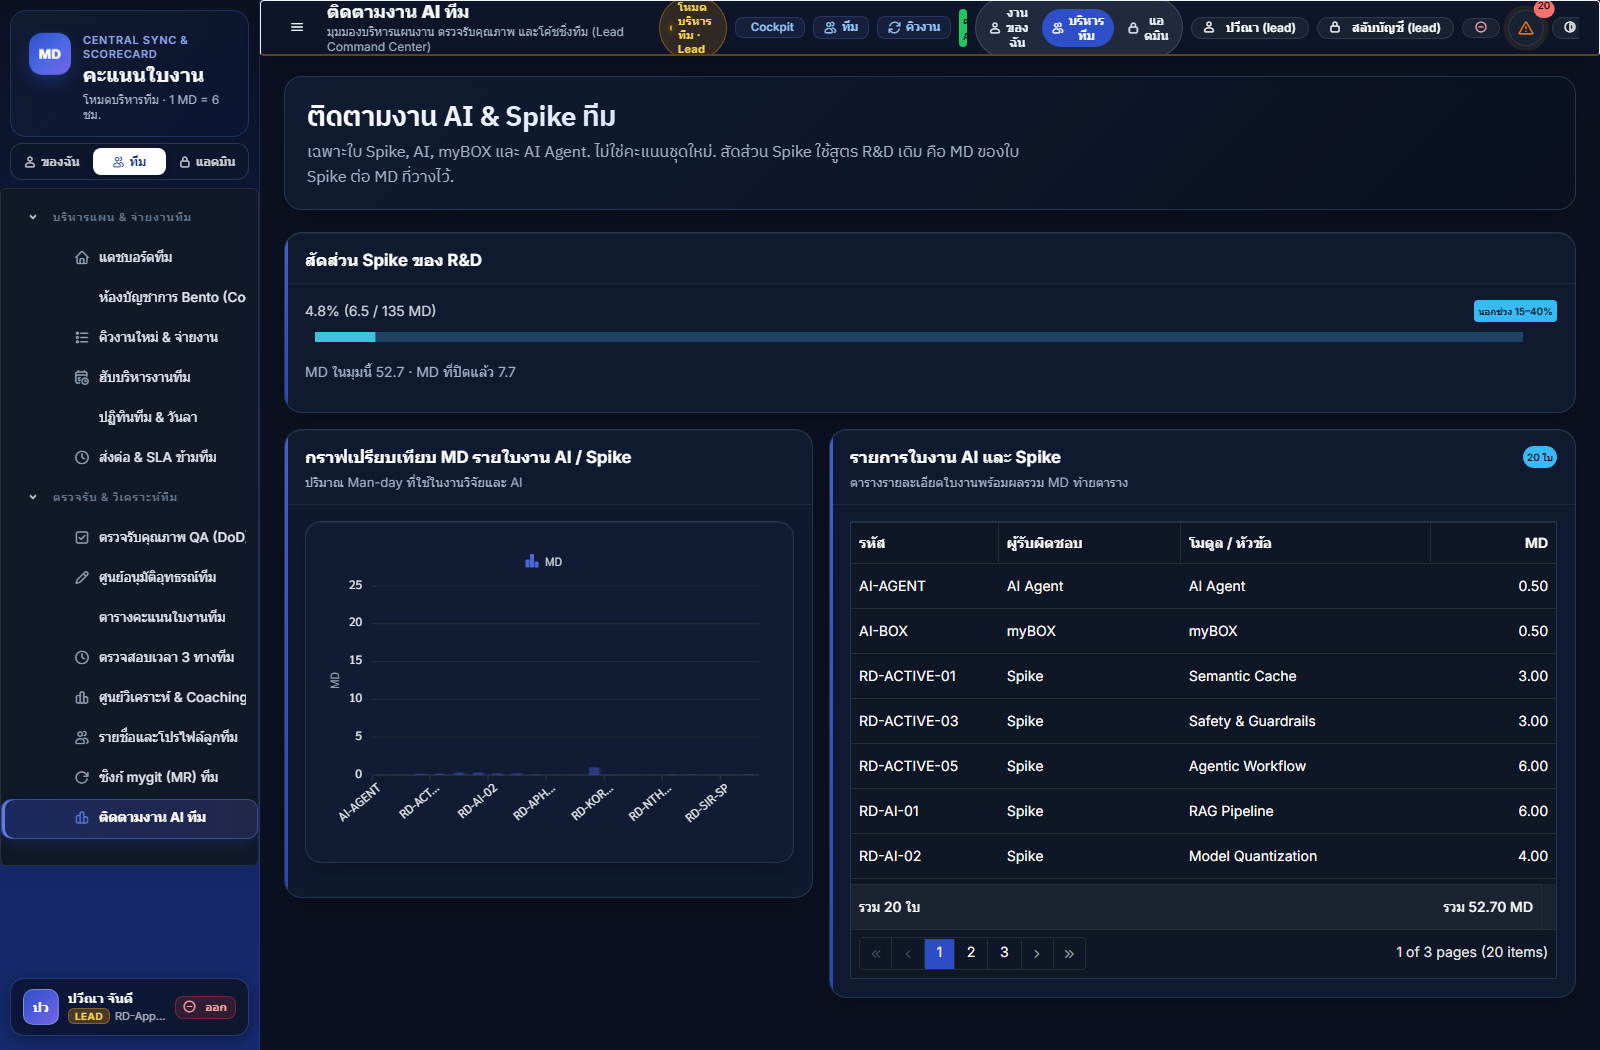 MD
CENTRAL SYNC &
SCORECARD
คะแนนใบงาน
โหมดบริหารทีม · 1 MD = 6
ชม.
ของฉัน
ทีม
แอดมิน
บริหารแผน & จ่ายงานทีม
แดชบอร์ดทีม
ห้องบัญชาการ Bento (Co
คิวงานใหม่ & จ่ายงาน
ฮับบริหารงานทีม
ปฏิทินทีม & วันลา
ส่งต่อ & SLA ข้ามทีม
ตรวจรับ & วิเคราะห์ทีม
ตรวจรับคุณภาพ QA (DoD)
ศูนย์อนุมัติอุทธรณ์ทีม
ตารางคะแนนใบงานทีม
ตรวจสอบเวลา 3 ทางทีม
ศูนย์วิเคราะห์ & Coaching
รายชื่อและโปรไฟล์ลูกทีม
ซิงก์ mygit (MR) ทีม
ติดตามงาน AI ทีม
ปว
ปวีณา จันดี
LEAD
RD-App...
ออก
ติดตามงาน AI ทีม
มุมมองบริหารแผนงาน ตรวจรับคุณภาพ และโค้ชชิ่งทีม (Lead
Command Center)
โหมด
บริหาร
ทีม ·
Lead
Cockpit
ทีม
คิวงาน
งาน
ของ
ฉัน
บริหาร
ทีม
แอ
ดมิน
ปวีณา (lead)
สลับบัญชี (lead)
20
ติดตามงาน AI & Spike ทีม
เฉพาะใบ Spike, AI, myBOX และ AI Agent. ไม่ใช่คะแนนชุดใหม่. สัดส่วน Spike ใช้สูตร R&D เดิม คือ MD ของใบ
Spike ต่อ MD ที่วางไว้.
สัดส่วน Spike ของ R&D
4.8% (6.5 / 135 MD)
นอกช่วง 15–40%
MD ในมุมนี้ 52.7 · MD ที่ปิดแล้ว 7.7
กราฟเปรียบเทียบ MD รายใบงาน AI / Spike
ปริมาณ Man-day ที่ใช้ในงานวิจัยและ AI
MD
25
20
15
10
5
0
MD
AI-AGENT
RD-ACT...
RD-AI-02
RD-APH...
RD-KOR...
RD-NTH...
RD-SIR-SP
รายการใบงาน AI และ Spike
ตารางรายละเอียดใบงานพร้อมผลรวม MD ท้ายตาราง
20 ใบ
รหัส ผู้รับผิดชอบ โมดูล / หัวข้อ MD
AI-AGENT AI Agent AI Agent 0.50
AI-BOX myBOX myBOX 0.50
RD-ACTIVE-01 Spike Semantic Cache 3.00
RD-ACTIVE-03 Spike Safety & Guardrails 3.00
RD-ACTIVE-05 Spike Agentic Workflow 6.00
RD-AI-01 Spike RAG Pipeline 6.00
RD-AI-02 Spike Model Quantization 4.00
รวม 20 ใบ รวม 52.70 MD
« ‹ 1 2 3 › » 1 of 3 pages (20 items)